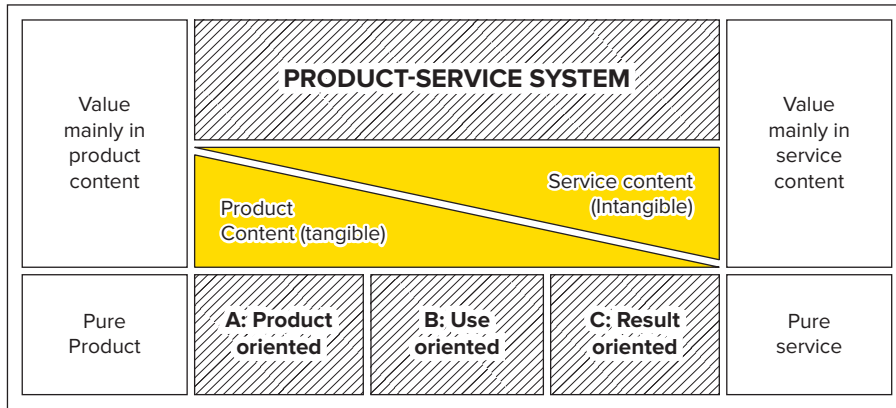 Value
mainly in
product
content
PRODUCT-SERVICE SYSTEM
Service content
(Intangible)
Product
Content (tangible)
Value
mainly in
service
content
Pure
Product
A: Product
oriented
B: Use
oriented
C: Result
oriented
Pure
service